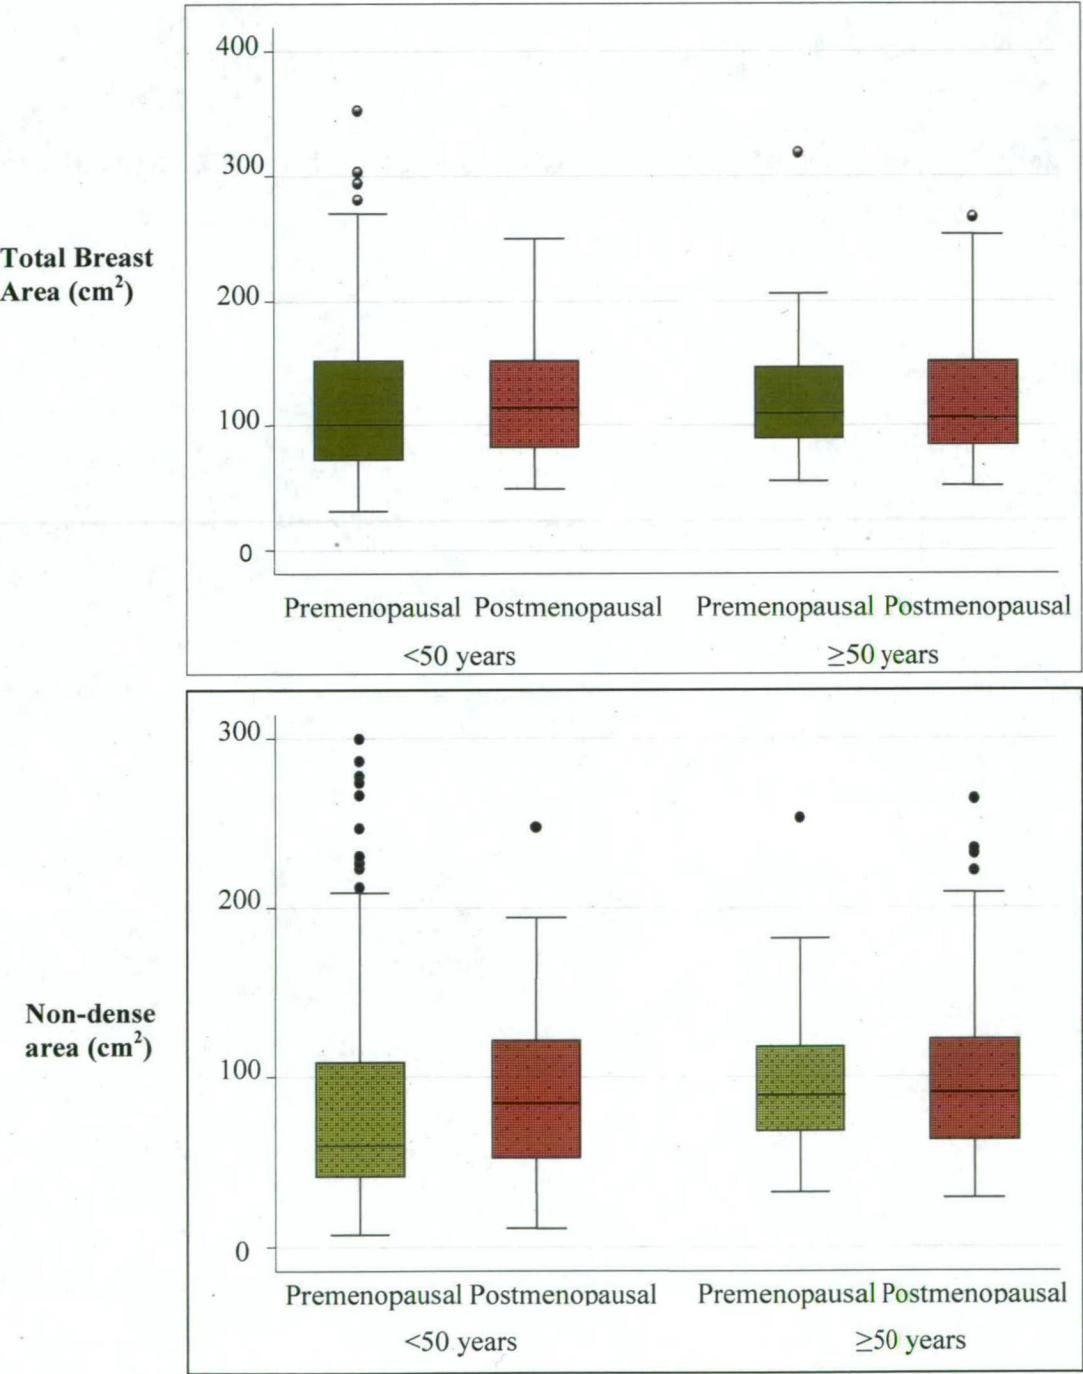 400
300
200
100
0
Total Breast
Area (cm²)
Premenopausal Postmenopausal Premenopausal Postmenopausal
<50 years ≥50 years
300
200
100
0
Non-dense
area (cm²)
Premenopausal Postmenopausal Premenopausal Postmenopausal
<50 years ≥50 years